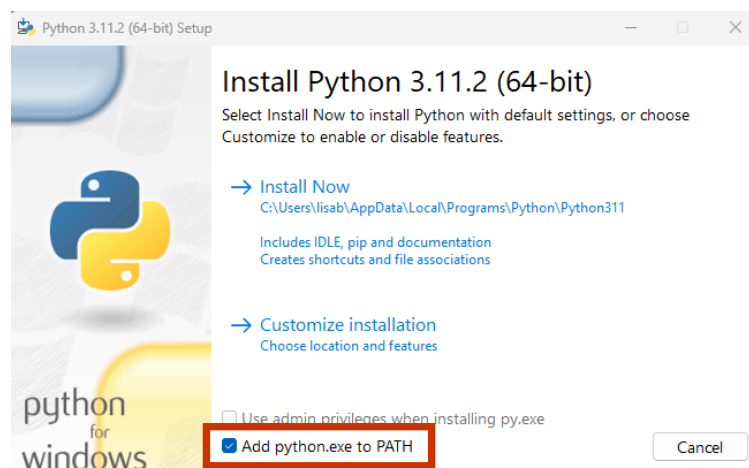 Python 3.11.2 (64-bit) Setup
Install Python 3.11.2 (64-bit)
Select Install Now to install Python with default settings, or choose
Customize to enable or disable features.
Install Now
C:\Users\lisab\AppData\Local\Programs\Python\Python311
Includes IDLE, pip and documentation
Creates shortcuts and file associations
Customize installation
Choose location and features
python
for
windows
Use admin privileges when installing py.exe
Add python.exe to PATH
Cancel